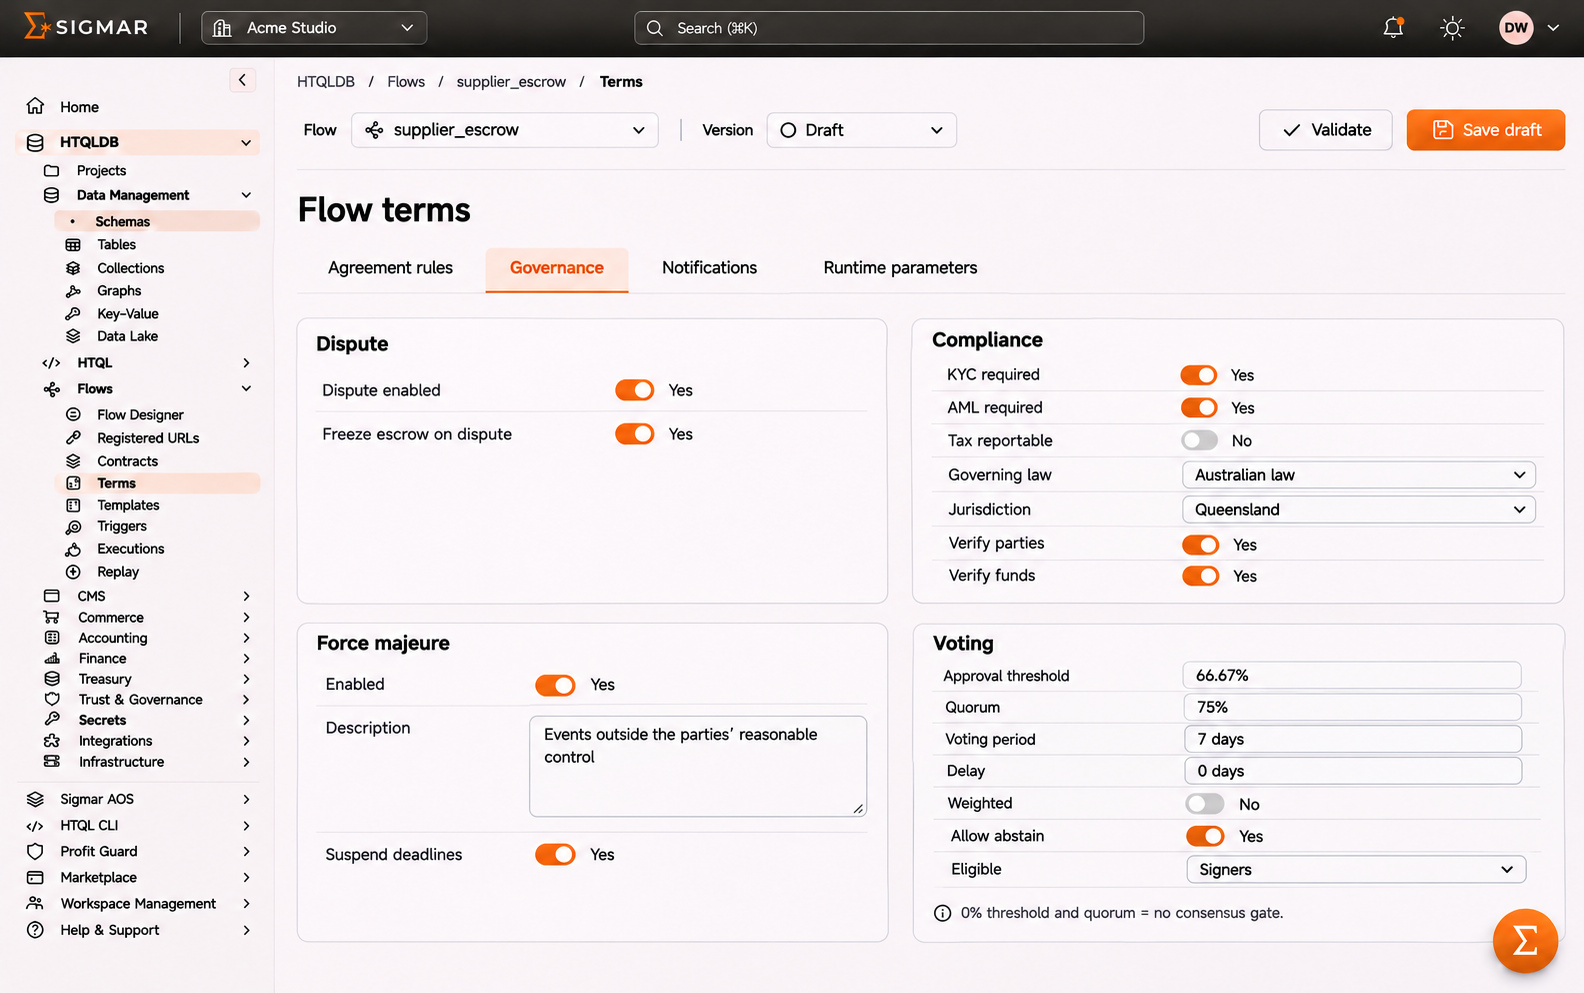 SIGMAR
Acme Studio
Search (⌘K)
DW
Home
HTQLDB
Projects
Data Management
Schemas
Tables
Collections
Graphs
Key-Value
Data Lake
HTQL
Flows
Flow Designer
Registered URLs
Contracts
Terms
Templates
Triggers
Executions
Replay
CMS
Commerce
Accounting
Finance
Treasury
Trust & Governance
Secrets
Integrations
Infrastructure
Sigmar AOS
HTQL CLI
Profit Guard
Marketplace
Workspace Management
Help & Support
HTQLDB / Flows / supplier_escrow / Terms
Flow supplier_escrow Version Draft Validate Save draft
Flow terms
Agreement rules Governance Notifications Runtime parameters
Dispute
Dispute enabled Yes
Freeze escrow on dispute Yes
Compliance
KYC required Yes
AML required Yes
Tax reportable No
Governing law Australian law
Jurisdiction Queensland
Verify parties Yes
Verify funds Yes
Force majeure
Enabled Yes
Description Events outside the parties’ reasonable
control
Suspend deadlines Yes
Voting
Approval threshold 66.67%
Quorum 75%
Voting period 7 days
Delay 0 days
Weighted No
Allow abstain Yes
Eligible Signers
0% threshold and quorum = no consensus gate.
Σ